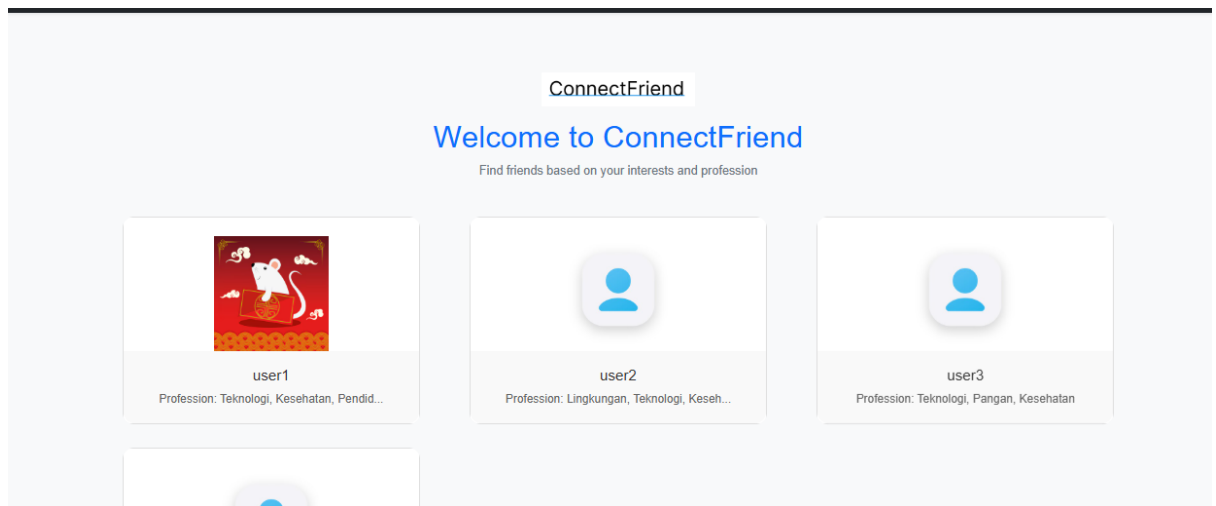 ConnectFriend
Welcome to ConnectFriend
Find friends based on your interests and profession
user1
Profession: Teknologi, Kesehatan, Pendid...
user2
Profession: Lingkungan, Teknologi, Keseh...
user3
Profession: Teknologi, Pangan, Kesehatan